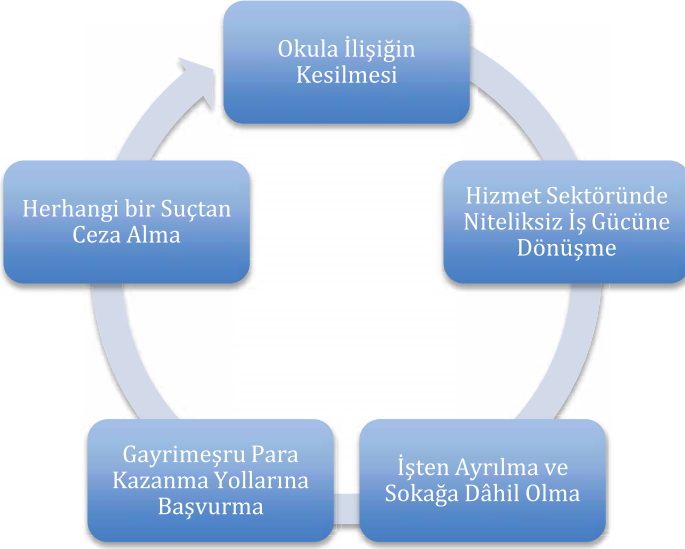 Okula İlişiğin
Kesilmesi
Hizmet Sektöründe
Niteliksiz İş Gücüne
Dönüşme
İşten Ayrılma ve
Sokağa Dâhil Olma
Gayrimeşru Para
Kazanma Yollarına
Başvurma
Herhangi bir Suçtan
Ceza Alma